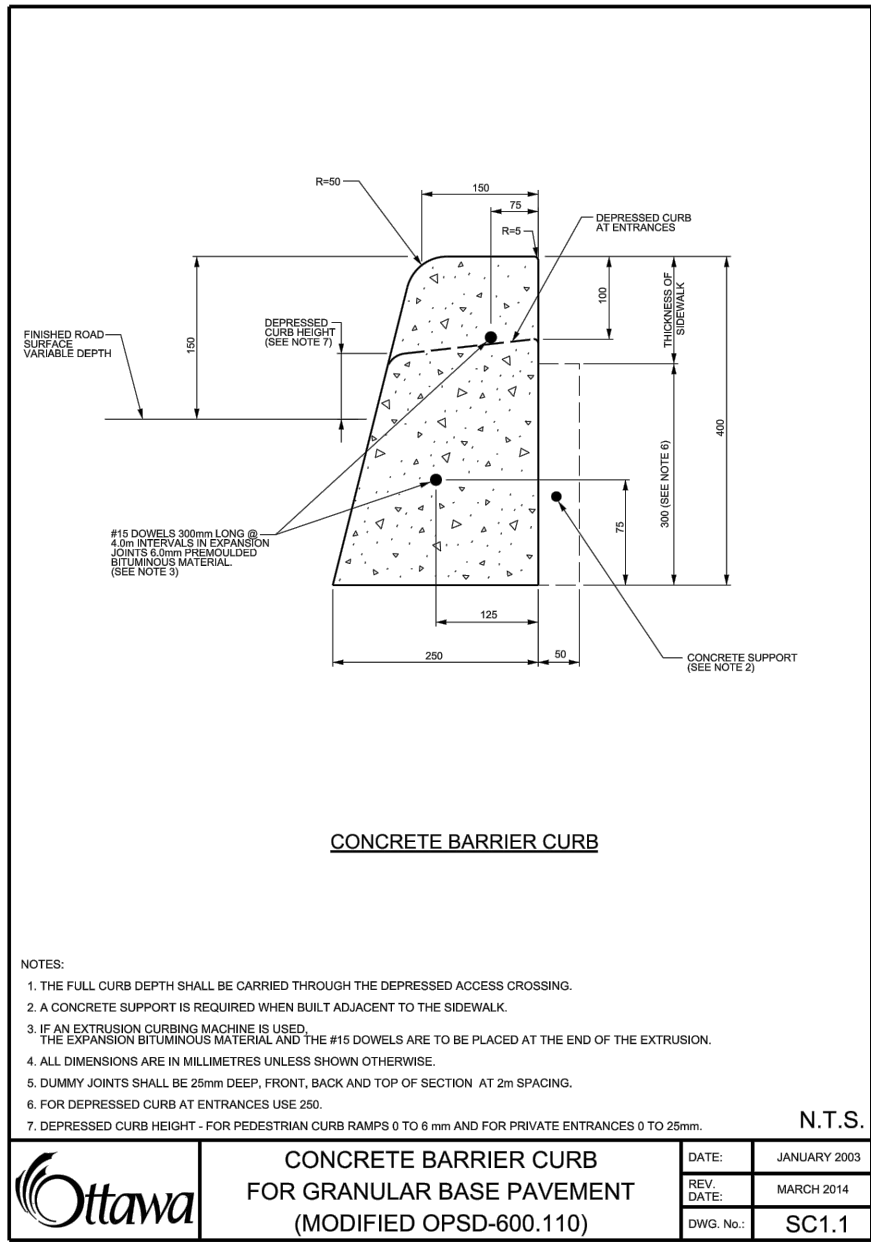 R=50
150
75
R=5
DEPRESSED CURB
AT ENTRANCES
150
100
THICKNESS OF
SIDEWALK
FINISHED ROAD
SURFACE
VARIABLE DEPTH
DEPRESSED
CURB HEIGHT
(SEE NOTE 7)
400
300 (SEE NOTE 6)
75
#15 DOWELS 300mm LONG @
4.0m INTERVALS IN EXPANSION
JOINTS 6.0mm PREMOULDED
BITUMINOUS MATERIAL.
(SEE NOTE 3)
125
250
50
CONCRETE SUPPORT
(SEE NOTE 2)
CONCRETE BARRIER CURB
NOTES:
1. THE FULL CURB DEPTH SHALL BE CARRIED THROUGH THE DEPRESSED ACCESS CROSSING.
2. A CONCRETE SUPPORT IS REQUIRED WHEN BUILT ADJACENT TO THE SIDEWALK.
3. IF AN EXTRUSION CURBING MACHINE IS USED,
THE EXPANSION BITUMINOUS MATERIAL AND THE #15 DOWELS ARE TO BE PLACED AT THE END OF THE EXTRUSION.
4. ALL DIMENSIONS ARE IN MILLIMETRES UNLESS SHOWN OTHERWISE.
5. DUMMY JOINTS SHALL BE 25mm DEEP, FRONT, BACK AND TOP OF SECTION AT 2m SPACING.
6. FOR DEPRESSED CURB AT ENTRANCES USE 250.
7. DEPRESSED CURB HEIGHT - FOR PEDESTRIAN CURB RAMPS 0 TO 6 mm AND FOR PRIVATE ENTRANCES 0 TO 25mm.
N.T.S.
Ottawa
CONCRETE BARRIER CURB
FOR GRANULAR BASE PAVEMENT
(MODIFIED OPSD-600.110)
DATE: JANUARY 2003
REV.
DATE: MARCH 2014
DWG. No.: SC1.1